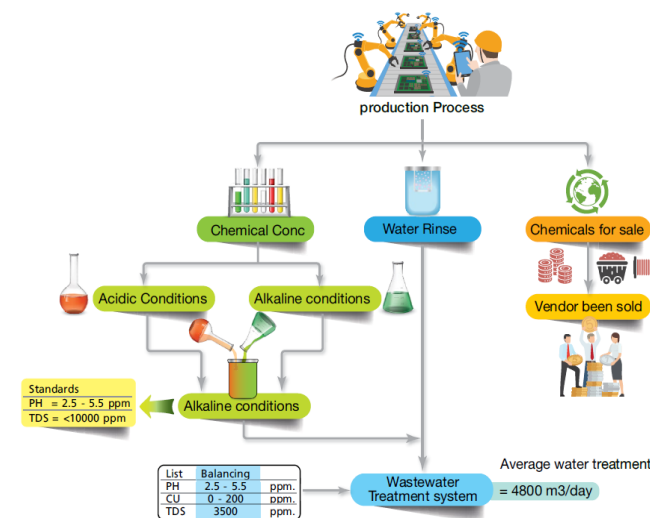 production Process
Chemical Conc
Water Rinse
Chemicals for sale
Acidic Conditions
Alkaline conditions
Vendor been sold
Alkaline conditions
Standards
PH = 2.5 - 5.5 ppm
TDS = <10000 ppm
List Balancing
PH 2.5 - 5.5 ppm.
CU 0 - 200 ppm.
TDS 3500 ppm.
Wastewater
Treatment system
Average water treatment
= 4800 m3/day